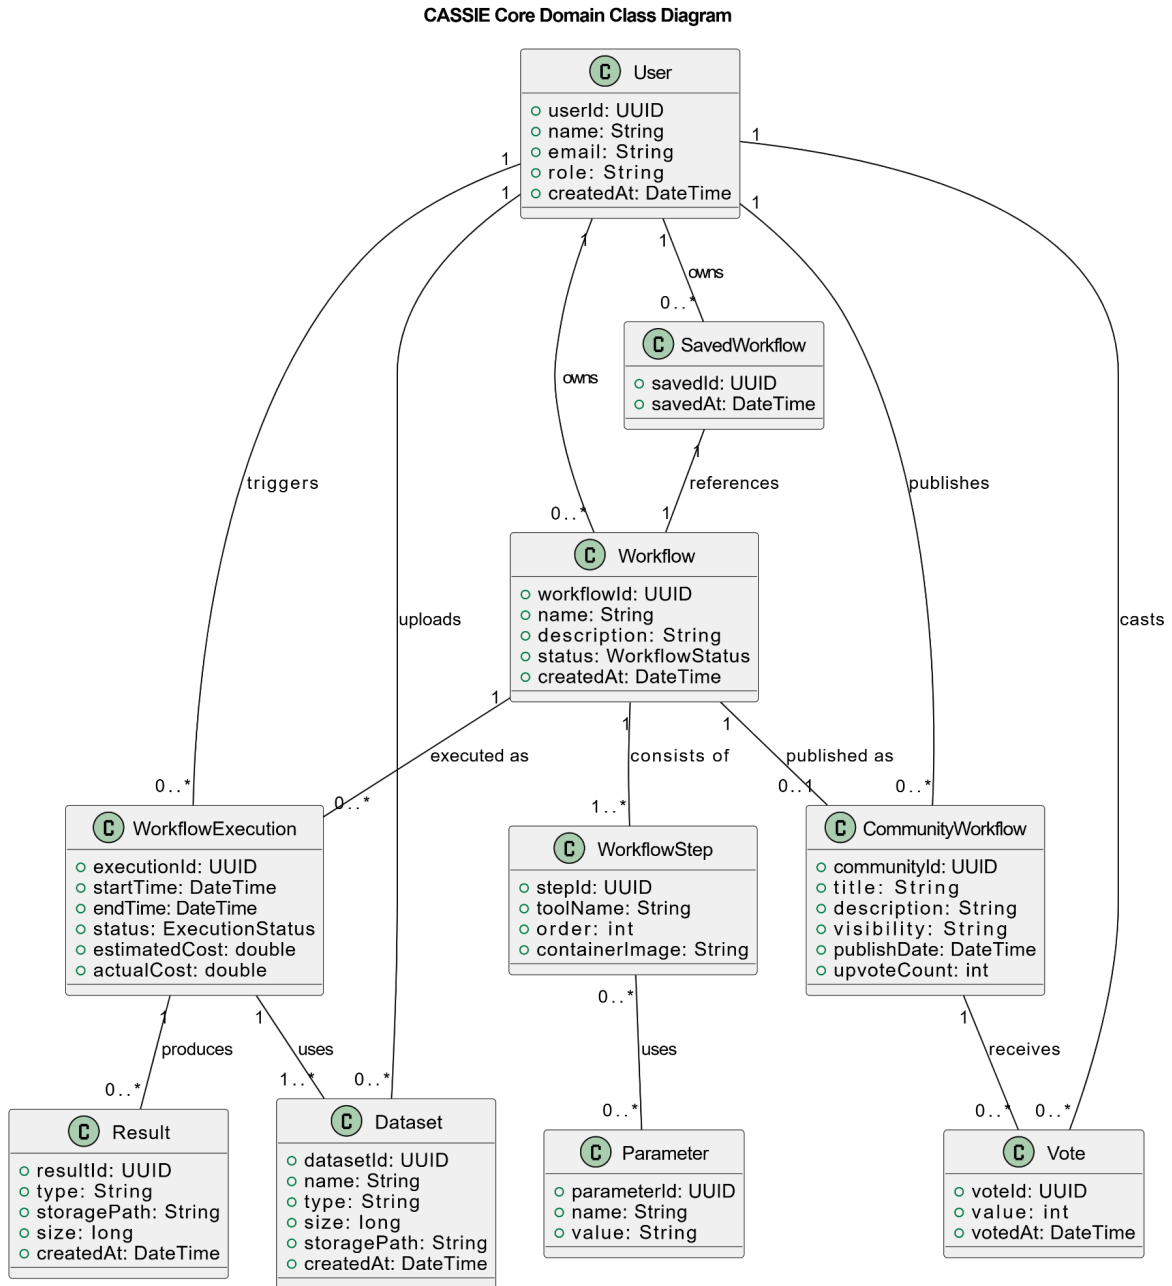 CASSIE Core Domain Class Diagram
C User
userId: UUID
name: String
email: String
role: String
createdAt: DateTime
1
1
1
1
1
1
owns
0..*
C SavedWorkflow
savedId: UUID
savedAt: DateTime
owns
1
triggers
references
publishes
0..*
1
C Workflow
workflowId: UUID
name: String
description: String
status: WorkflowStatus
createdAt: DateTime
uploads
casts
1
1
1
executed as
consists of
published as
0..*
0..*
1..*
0..1
0..*
C WorkflowExecution
executionId: UUID
startTime: DateTime
endTime: DateTime
status: ExecutionStatus
estimatedCost: double
actualCost: double
C WorkflowStep
stepId: UUID
toolName: String
order: int
containerImage: String
C CommunityWorkflow
communityId: UUID
title: String
description: String
visibility: String
publishDate: DateTime
upvoteCount: int
1
1
0..*
1
produces
uses
uses
receives
0..*
1..*
0..*
0..*
0..*
0..*
C Result
resultId: UUID
type: String
storagePath: String
size: long
createdAt: DateTime
C Dataset
datasetId: UUID
name: String
type: String
size: long
storagePath: String
createdAt: DateTime
C Parameter
parameterId: UUID
name: String
value: String
C Vote
voteId: UUID
value: int
votedAt: DateTime